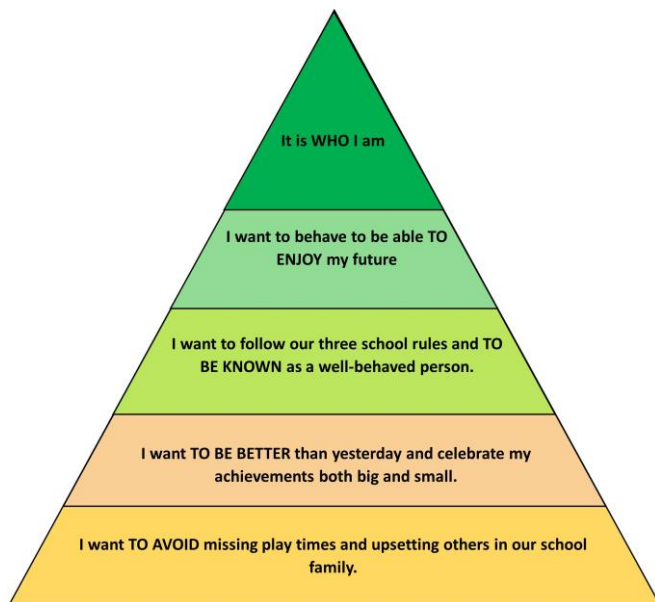 It is WHO I am
I want to behave to be able TO
ENJOY my future
I want to follow our three school rules and TO
BE KNOWN as a well-behaved person.
I want TO BE BETTER than yesterday and celebrate my
achievements both big and small.
I want TO AVOID missing play times and upsetting others in our school
family.